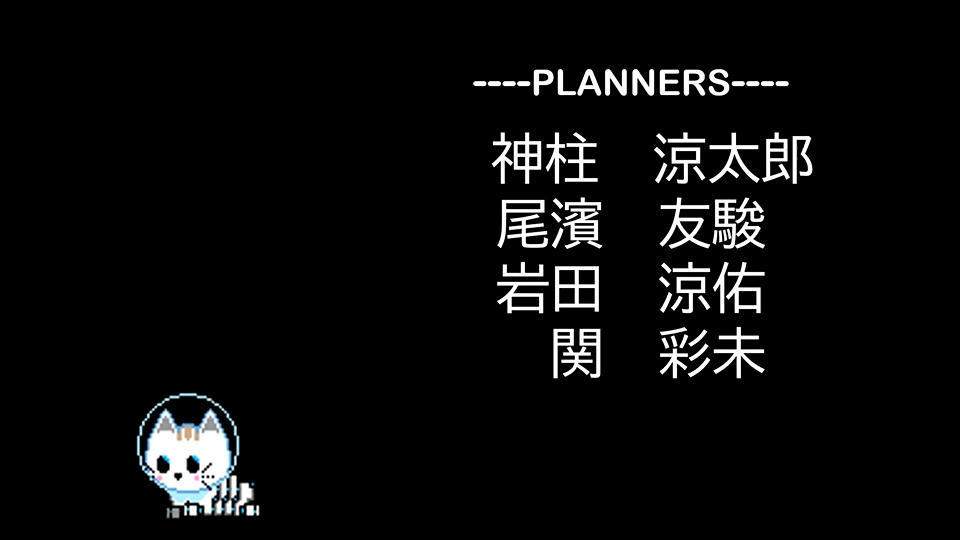 ----PLANNERS----
神柱　涼太郎
尾濱　友駿
岩田　涼佑
関　彩未